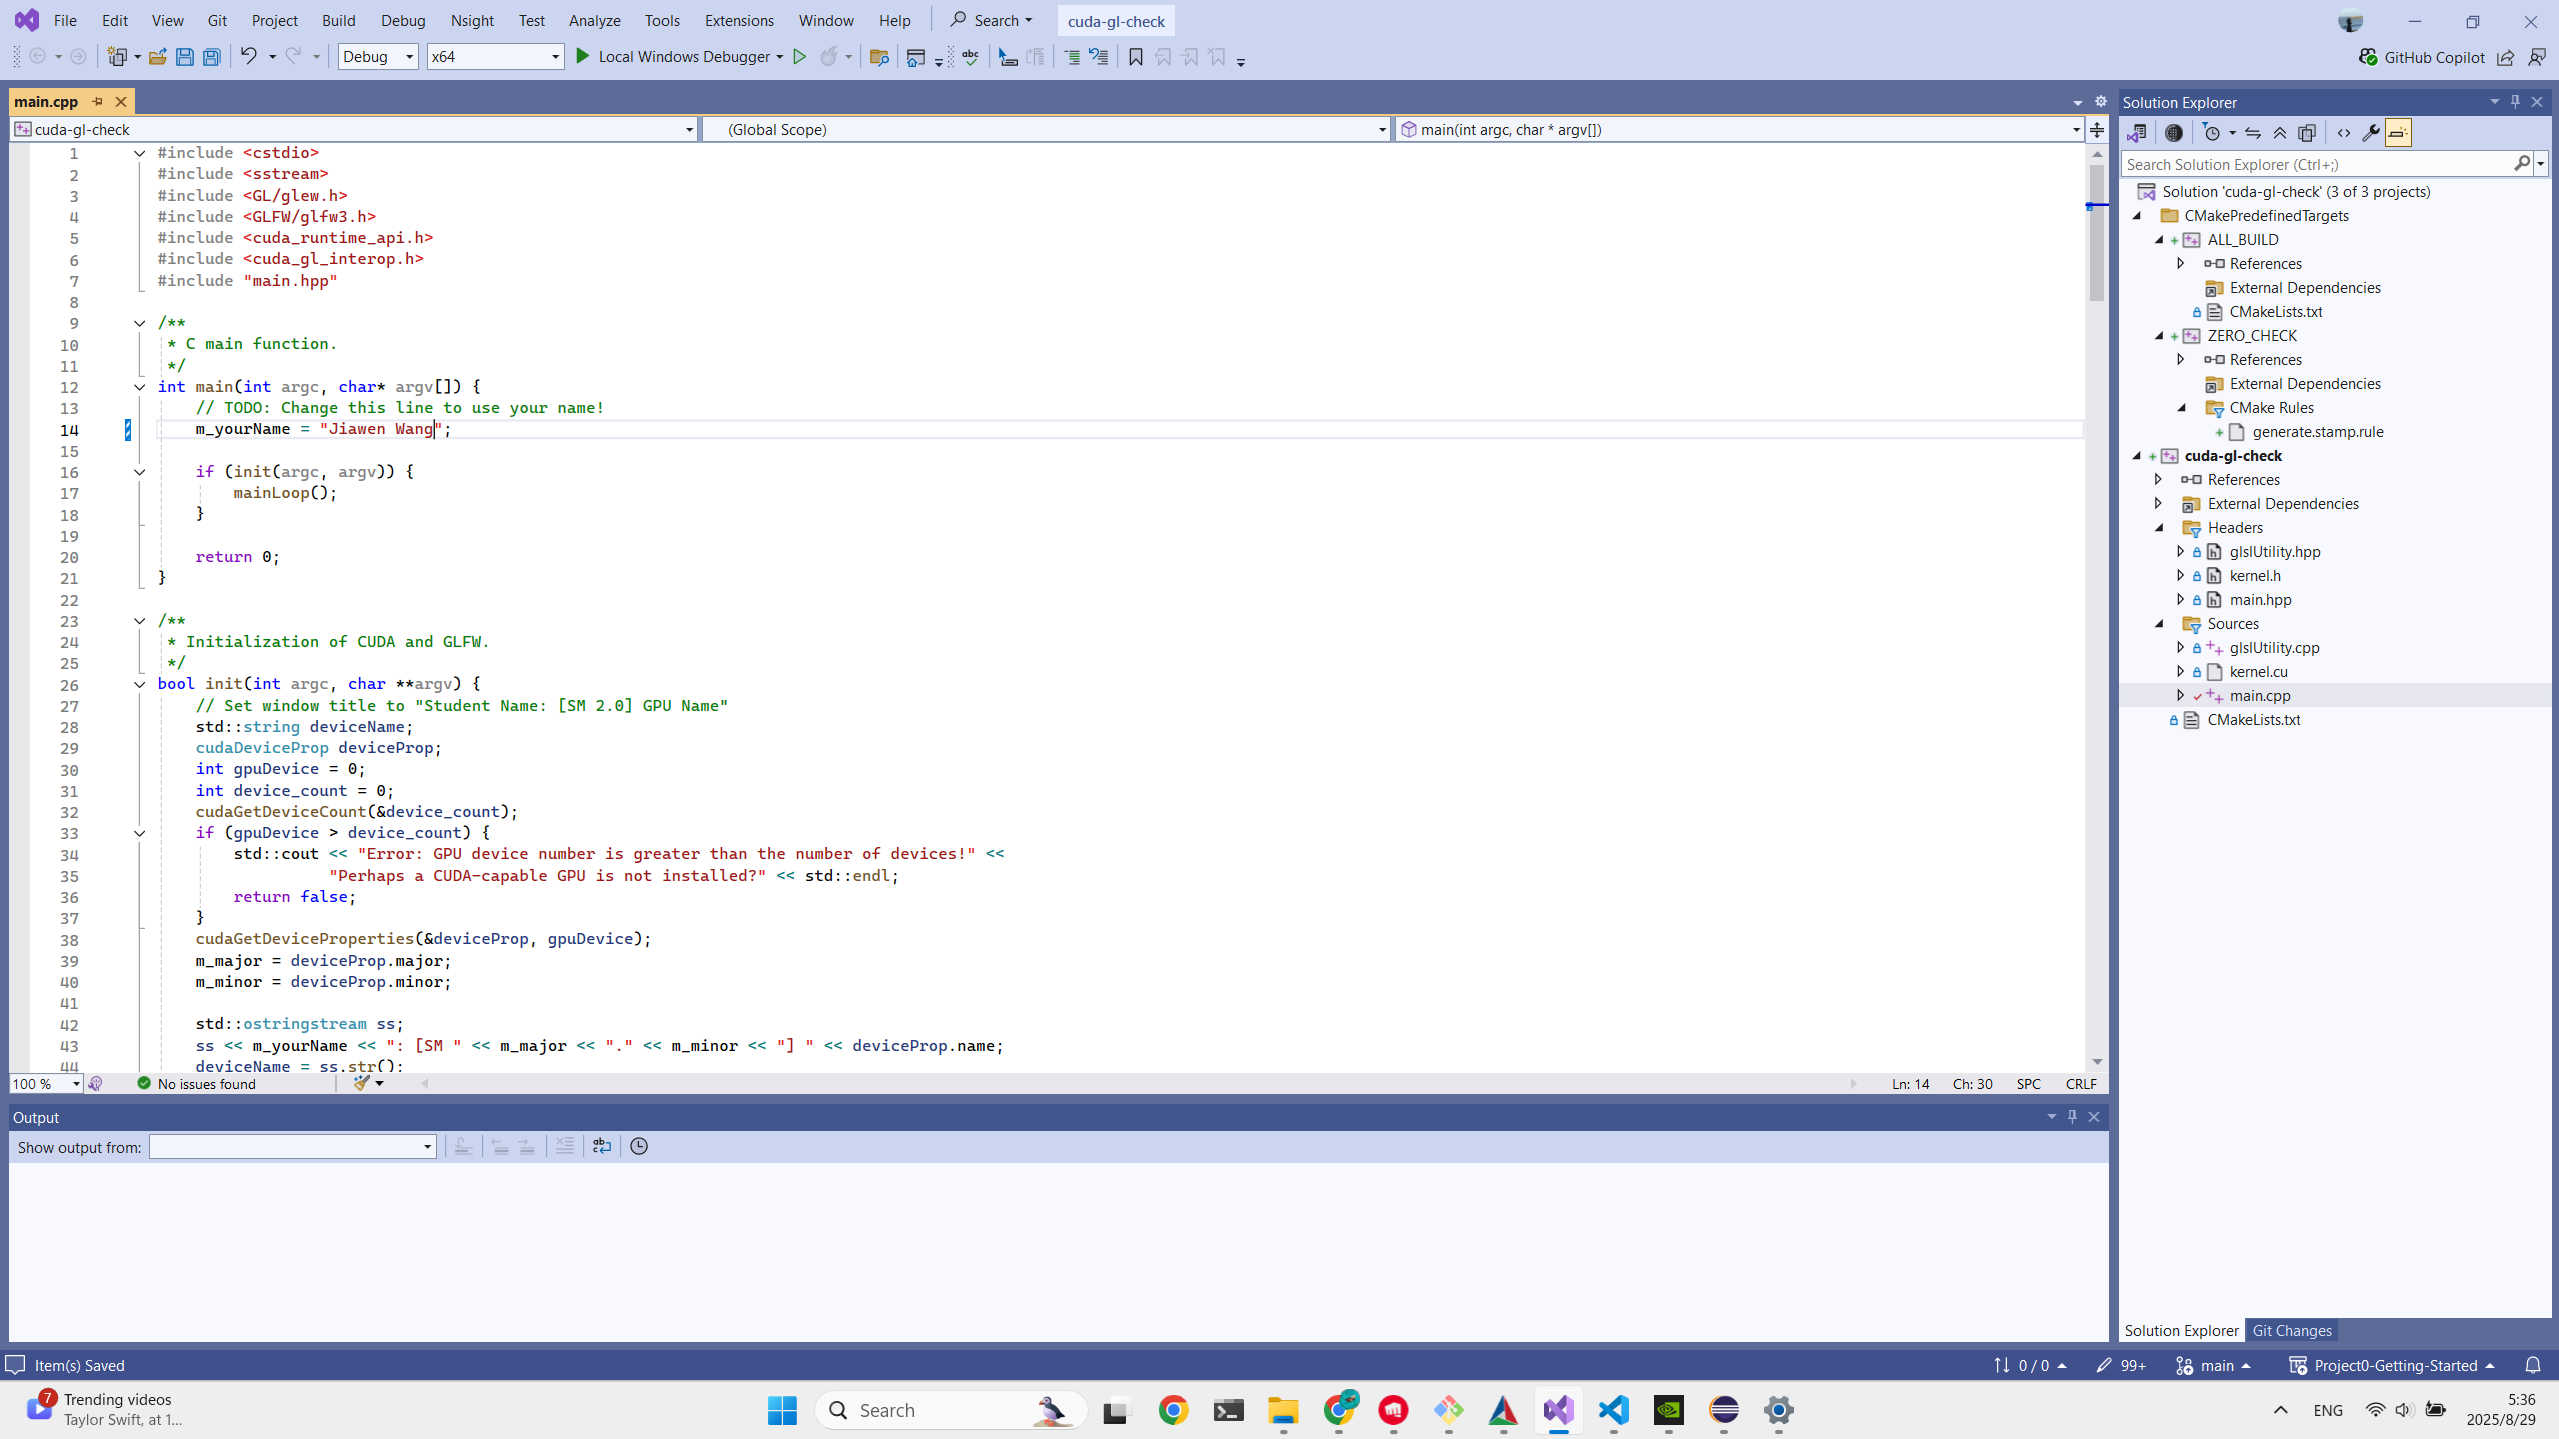 File Edit View Git Project Build Debug Nsight Test Analyze Tools Extensions Window Help Search cuda-gl-check
Debug x64 Local Windows Debugger GitHub Copilot
main.cpp
cuda-gl-check (Global Scope) main(int argc, char * argv[])
1 #include <cstdio>
2 #include <sstream>
3 #include <GL/glew.h>
4 #include <GLFW/glfw3.h>
5 #include <cuda_runtime_api.h>
6 #include <cuda_gl_interop.h>
7 #include "main.hpp"
8
9 /**
10 * C main function.
11 */
12 int main(int argc, char* argv[]) {
13 // TODO: Change this line to use your name!
14 m_yourName = "Jiawen Wang";
15
16 if (init(argc, argv)) {
17 mainLoop();
18 }
19
20 return 0;
21 }
22
23 /**
24 * Initialization of CUDA and GLFW.
25 */
26 bool init(int argc, char **argv) {
27 // Set window title to "Student Name: [SM 2.0] GPU Name"
28 std::string deviceName;
29 cudaDeviceProp deviceProp;
30 int gpuDevice = 0;
31 int device_count = 0;
32 cudaGetDeviceCount(&device_count);
33 if (gpuDevice > device_count) {
34 std::cout << "Error: GPU device number is greater than the number of devices!" <<
35 "Perhaps a CUDA-capable GPU is not installed?" << std::endl;
36 return false;
37 }
38 cudaGetDeviceProperties(&deviceProp, gpuDevice);
39 m_major = deviceProp.major;
40 m_minor = deviceProp.minor;
41
42 std::ostringstream ss;
43 ss << m_yourName << ": [SM " << m_major << "." << m_minor << "] " << deviceProp.name;
44 deviceName = ss.str();
100 % No issues found Ln: 14 Ch: 30 SPC CRLF
Output
Show output from:
Solution Explorer
Search Solution Explorer (Ctrl+;)
Solution 'cuda-gl-check' (3 of 3 projects)
CMakePredefinedTargets
ALL_BUILD
References
External Dependencies
CMakeLists.txt
ZERO_CHECK
References
External Dependencies
CMake Rules
generate.stamp.rule
cuda-gl-check
References
External Dependencies
Headers
glslUtility.hpp
kernel.h
main.hpp
Sources
glslUtility.cpp
kernel.cu
main.cpp
CMakeLists.txt
Solution Explorer Git Changes
Item(s) Saved 0 / 0 99+ main Project0-Getting-Started
7 Trending videos
Taylor Swift, at 1...
Search
ENG
5:36
2025/8/29